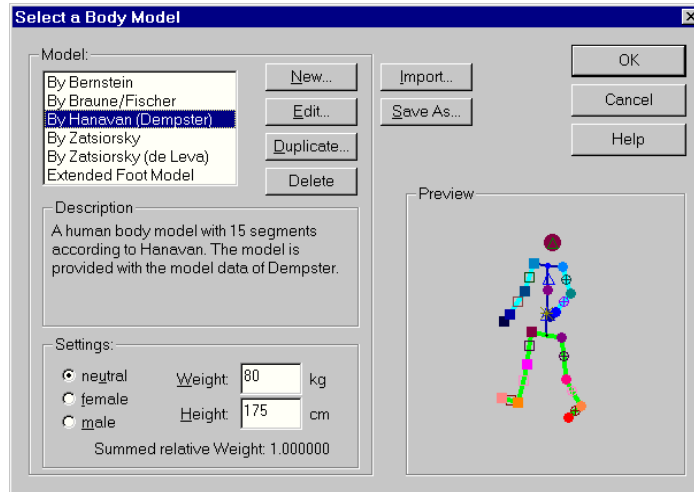 Select a Body Model
Model:
By Bernstein
By Braune/Fischer
By Hanavan (Dempster)
By Zatsiorsky
By Zatsiorsky (de Leva)
Extended Foot Model
New...
Edit...
Duplicate...
Delete
Import...
Save As...
OK
Cancel
Help
Description
A human body model with 15 segments
according to Hanavan. The model is
provided with the model data of Dempster.
Settings:
neutral
female
male
Weight: 80 kg
Height: 175 cm
Summed relative Weight: 1.000000
Preview